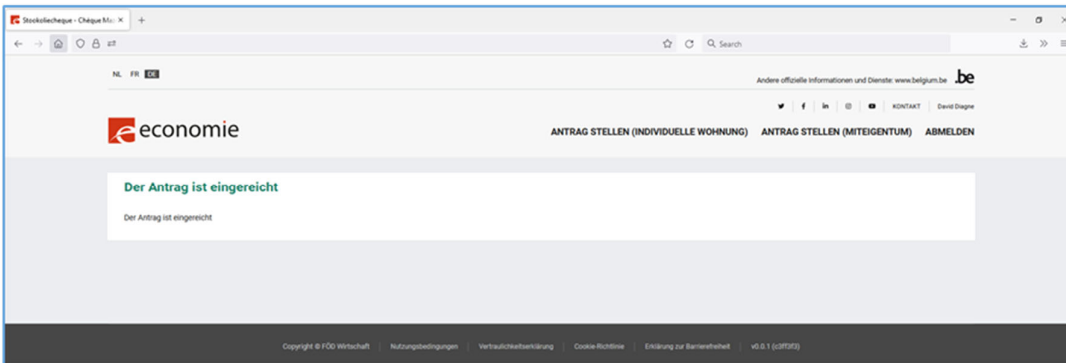 Stookoliecheque - Chèque Ma
Search
NL FR DE
Andere offizielle Informationen und Dienste: www.belgium.be .be
KONTAKT David Diagne
economie
ANTRAG STELLEN (INDIVIDUELLE WOHNUNG) ANTRAG STELLEN (MITEIGENTUM) ABMELDEN
Der Antrag ist eingereicht
Der Antrag ist eingereicht
Copyright © FÖD Wirtschaft Nutzungsbedingungen Vertraulichkeitserklärung Cookie-Richtlinie Erklärung zur Barrierefreiheit v0.0.1